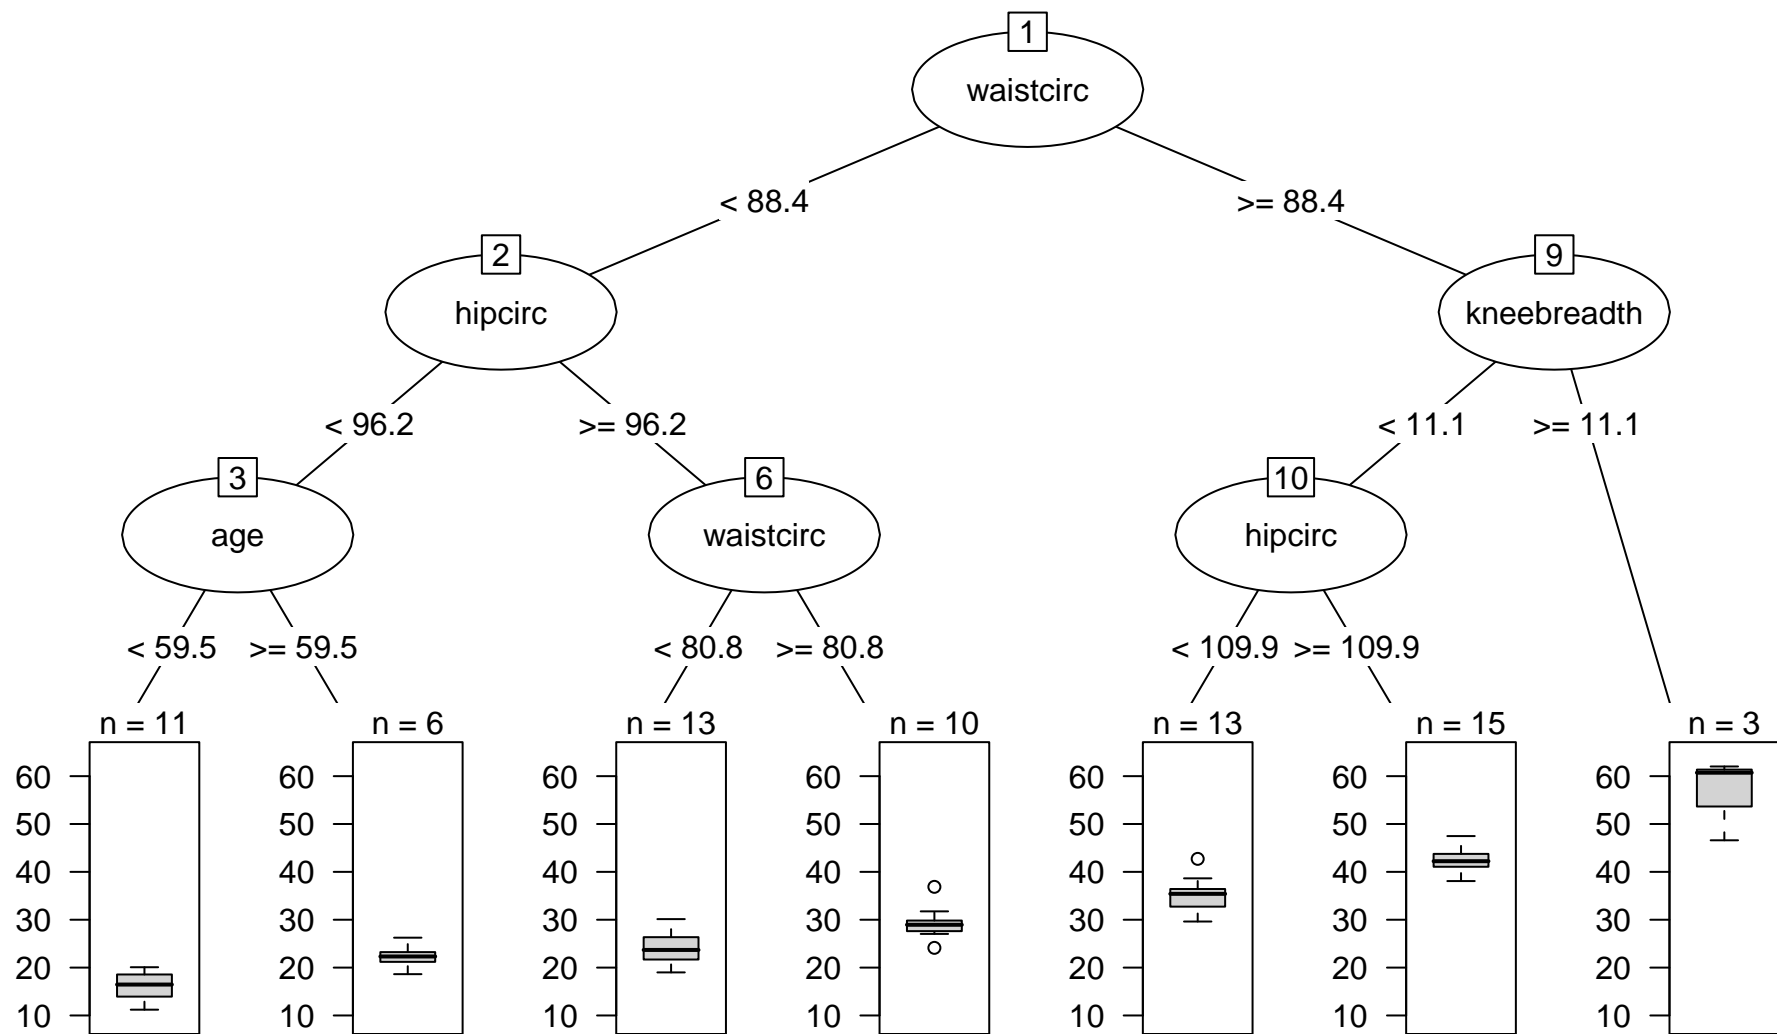 1
waistcirc
< 88.4 >= 88.4
2 9
hipcirc kneebreadth
< 96.2 >= 96.2 < 11.1 >= 11.1
3 6 10
age waistcirc hipcirc
< 59.5 >= 59.5 < 80.8 >= 80.8 < 109.9 >= 109.9
n = 11 n = 6 n = 13 n = 10 n = 13 n = 15 n = 3
60 60 60 60 60 60 60
50 50 50 50 50 50 50
40 40 40 40 40 40 40
30 30 30 30 30 30 30
20 20 20 20 20 20 20
10 10 10 10 10 10 10